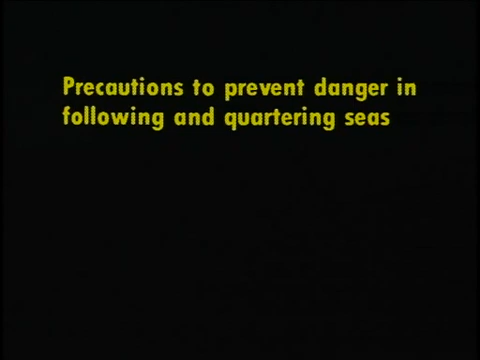 Precautions to prevent danger in
following and quartering seas